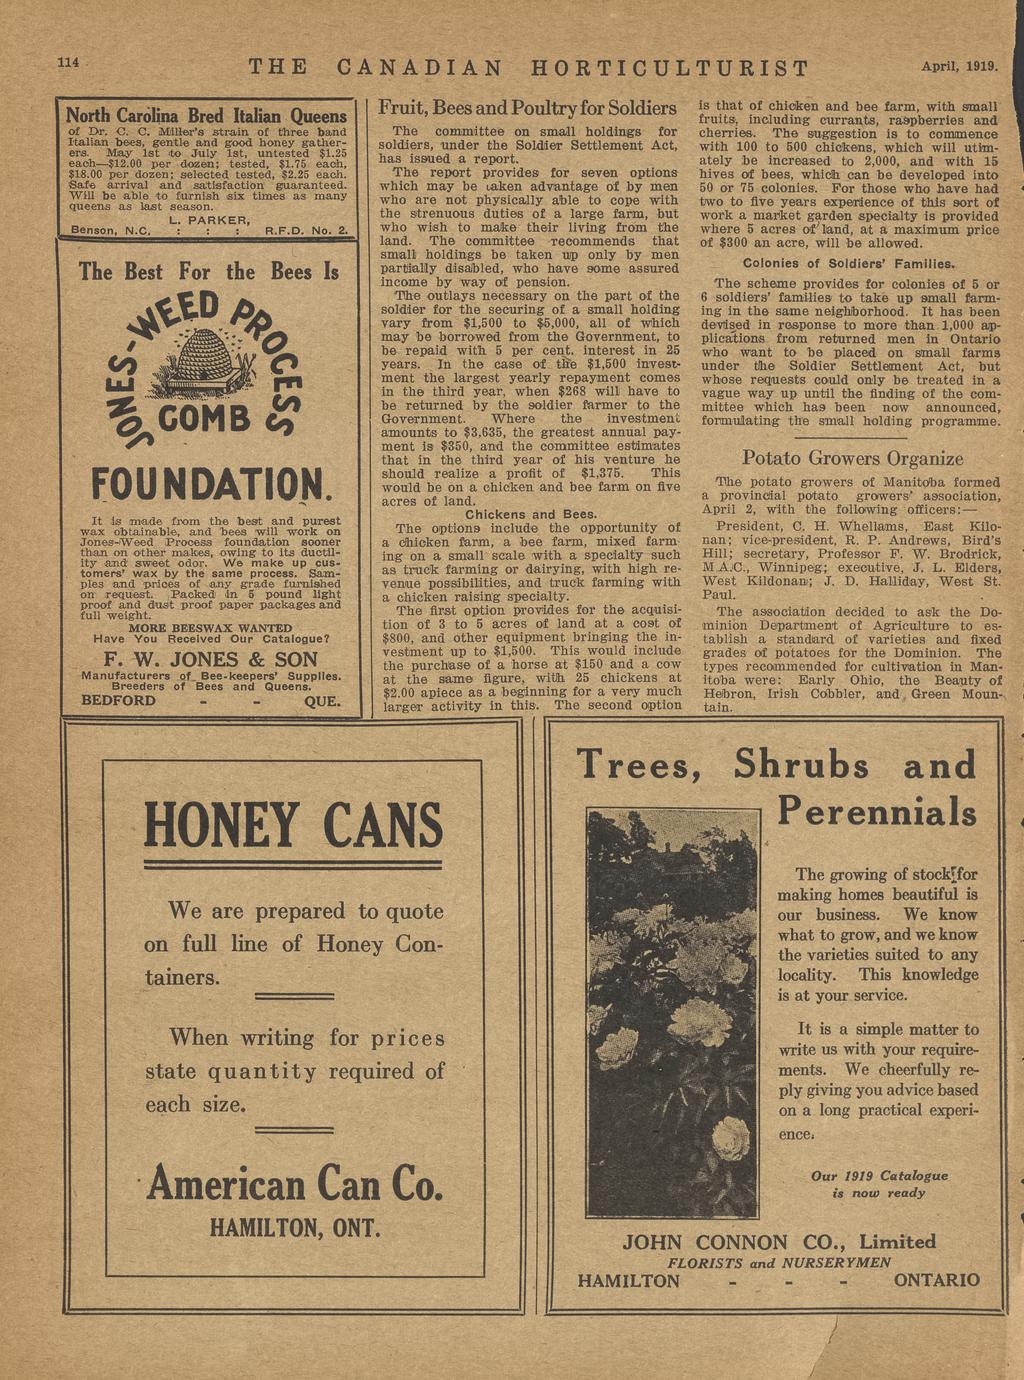 114
THE CANADIAN HORTICULTURIST
April, 1919.
North Carolina Bred Italian Queens
of Dr. C. C. Miller's strain of three band
Italian bees, gentle and good honey gather-
ers. May 1st to July 1st, untested $1.25
each—$12.00 per dozen; tested, $1.75 each,
$18.00 per dozen; selected tested, $2.25 each.
Safe arrival and satisfaction guaranteed.
Will be able to furnish six times as many
queens as last season.
L. PARKER,
Benson, N.C. : : : R.F.D. No. 2.
The Best For the Bees Is
JONES-WEED PROCESS
COMB
FOUNDATION.
It is made from the best and purest
wax obtainable, and bees will work on
Jones-Weed Process foundation sooner
than on other makes, owing to its ductil-
ity and sweet odor. We make up cus-
tomers' wax by the same process. Sam-
ples and prices of any grade furnished
on request. Packed in 5 pound light
proof and dust proof paper packages and
full weight.
MORE BEESWAX WANTED
Have You Received Our Catalogue?
F. W. JONES & SON
Manufacturers of Bee-keepers' Supplies.
Breeders of Bees and Queens.
BEDFORD - - QUE.
Fruit, Bees and Poultry for Soldiers
The committee on small holdings for
soldiers, under the Soldier Settlement Act,
has issued a report.
The report provides for seven options
which may be taken advantage of by men
who are not physically able to cope with
the strenuous duties of a large farm, but
who wish to make their living from the
land. The committee recommends that
small holdings be taken up only by men
partially disabled, who have some assured
income by way of pension.
The outlays necessary on the part of the
soldier for the securing of a small holding
vary from $1,500 to $5,000, all of which
may be borrowed from the Government, to
be repaid with 5 per cent. interest in 25
years. In the case of the $1,500 invest-
ment the largest yearly repayment comes
in the third year, when $268 will have to
be returned by the soldier farmer to the
Government. Where the investment
amounts to $3,635, the greatest annual pay-
ment is $350, and the committee estimates
that in the third year of his venture he
should realize a profit of $1,375. This
would be on a chicken and bee farm on five
acres of land.
Chickens and Bees.
The options include the opportunity of
a chicken farm, a bee farm, mixed farm
ing on a small scale with a specialty such
as truck farming or dairying, with high re-
venue possibilities, and truck farming with
a chicken raising specialty.
The first option provides for the acquisi-
tion of 3 to 5 acres of land at a cost of
$800, and other equipment bringing the in-
vestment up to $1,500. This would include
the purchase of a horse at $150 and a cow
at the same figure, with 25 chickens at
$2.00 apiece as a beginning for a very much
larger activity in this. The second option
is that of chicken and bee farm, with small
fruits, including currants, raspberries and
cherries. The suggestion is to commence
with 100 to 500 chickens, which will utim-
ately be increased to 2,000, and with 15
hives of bees, which can be developed into
50 or 75 colonies. For those who have had
two to five years experience of this sort of
work a market garden specialty is provided
where 5 acres of land, at a maximum price
of $300 an acre, will be allowed.
Colonies of Soldiers' Families.
The scheme provides for colonies of 5 or
6 soldiers' families to take up small farm-
ing in the same neighborhood. It has been
devised in response to more than 1,000 ap-
plications from returned men in Ontario
who want to be placed on small farms
under the Soldier Settlement Act, but
whose requests could only be treated in a
vague way up until the finding of the com-
mittee which has been now announced,
formulating the small holding programme.
Potato Growers Organize
The potato growers of Manitoba formed
a provincial potato growers' association,
April 2, with the following officers:—
President, C. H. Whellams, East Kilo-
nan; vice-president, R. P. Andrews, Bird's
Hill; secretary, Professor F. W. Brodrick,
M.A.C., Winnipeg; executive, J. L. Elders,
West Kildonan; J. D. Halliday, West St.
Paul.
The association decided to ask the Do-
minion Department of Agriculture to es-
tablish a standard of varieties and fixed
grades of potatoes for the Dominion. The
types recommended for cultivation in Man-
itoba were: Early Ohio, the Beauty of
Hebron, Irish Cobbler, and Green Moun-
tain.
HONEY CANS
We are prepared to quote
on full line of Honey Con-
tainers.
When writing for prices
state quantity required of
each size.
American Can Co.
HAMILTON, ONT.
Trees, Shrubs and
Perennials
The growing of stock for
making homes beautiful is
our business. We know
what to grow, and we know
the varieties suited to any
locality. This knowledge
is at your service.
It is a simple matter to
write us with your require-
ments. We cheerfully re-
ply giving you advice based
on a long practical experi-
ence.
Our 1919 Catalogue
is now ready
JOHN CONNON CO., Limited
FLORISTS and NURSERYMEN
HAMILTON - - - ONTARIO